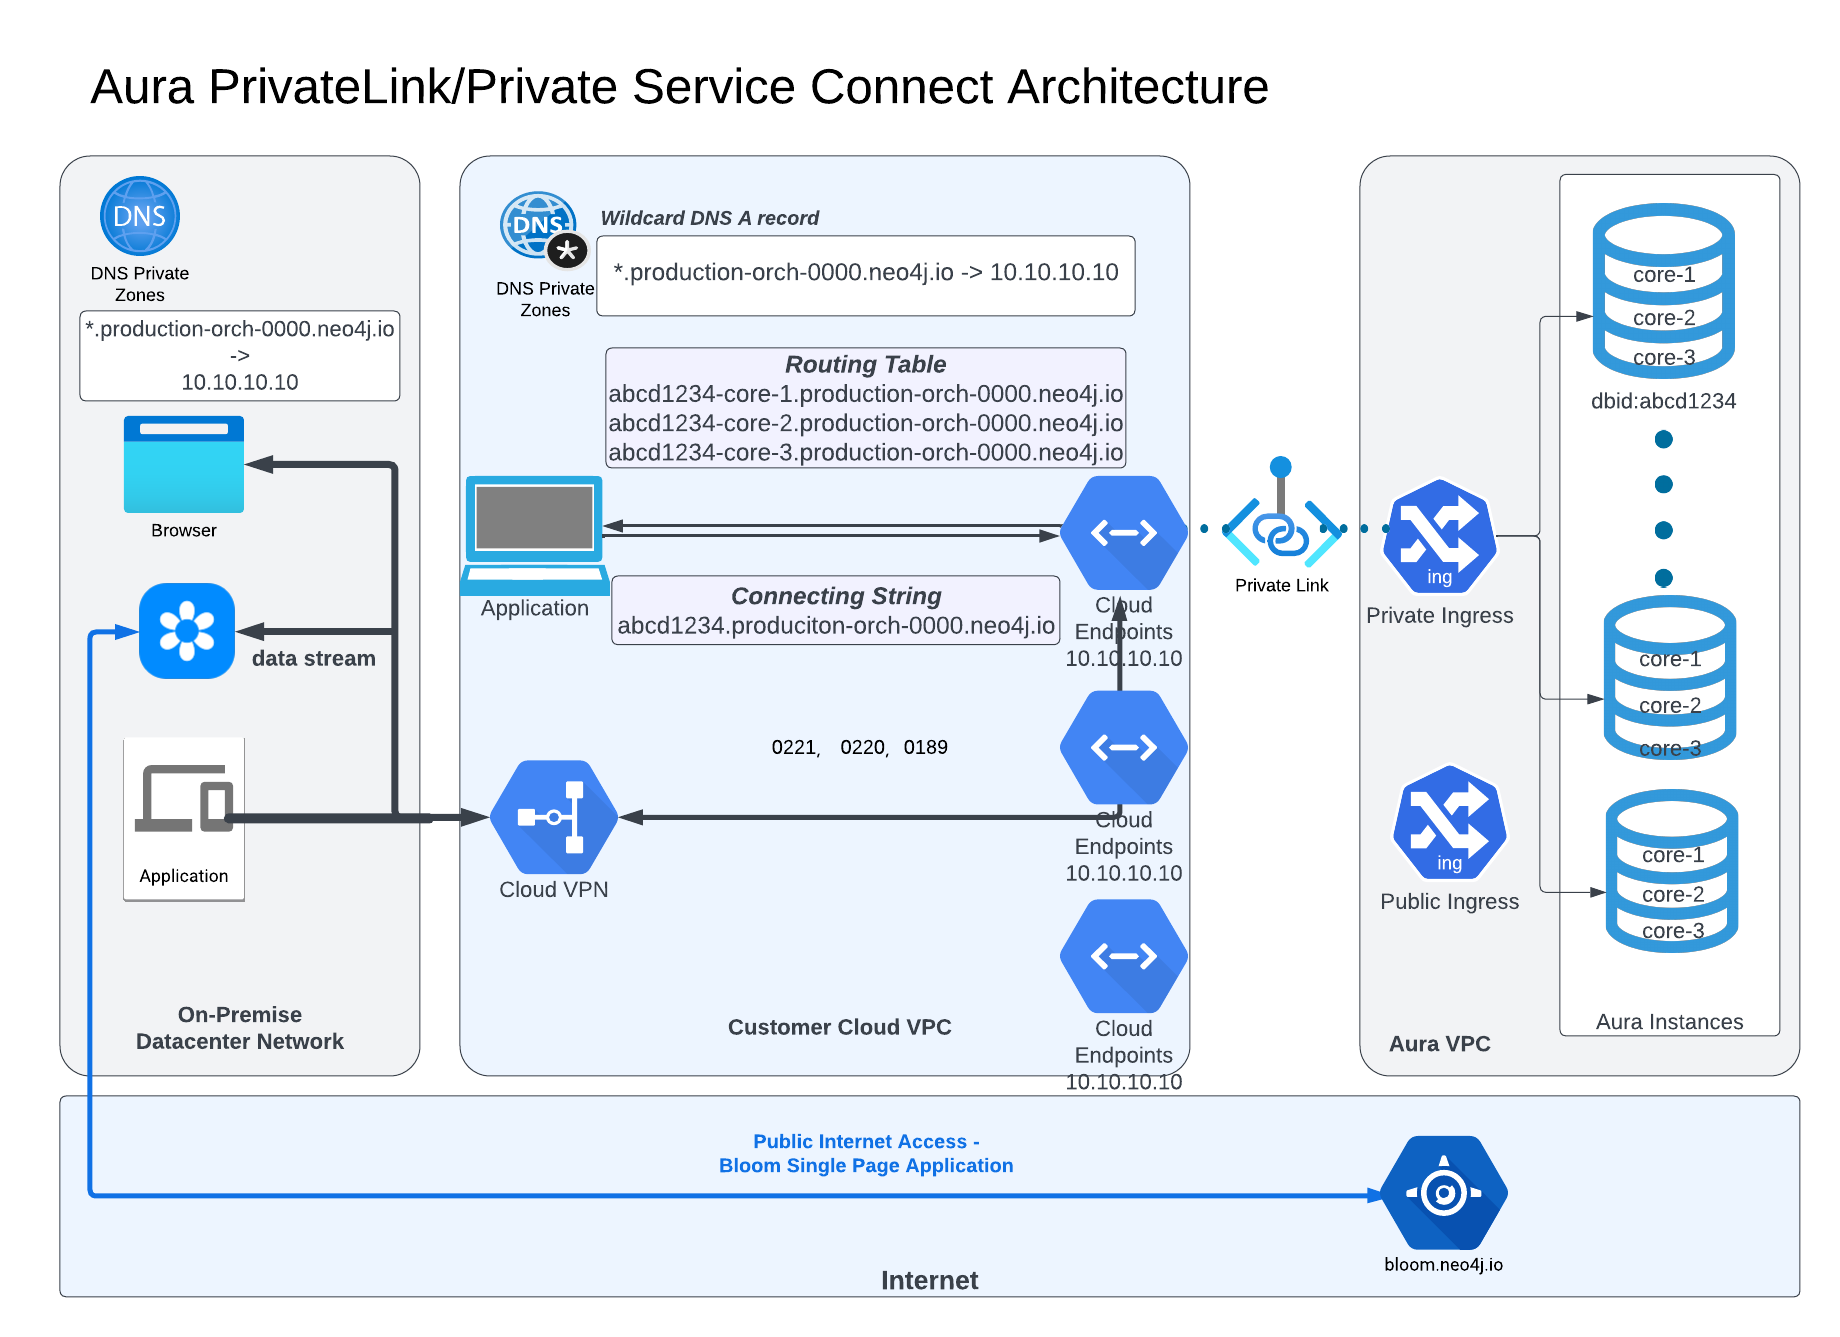 Aura PrivateLink/Private Service Connect Architecture
DNS
DNS Private
Zones
*.production-orch-0000.neo4j.io
->
10.10.10.10
Browser
data stream
Application
On-Premise
Datacenter Network
DNS
*
DNS Private
Zones
Wildcard DNS A record
*.production-orch-0000.neo4j.io -> 10.10.10.10
Routing Table
abcd1234-core-1.production-orch-0000.neo4j.io
abcd1234-core-2.production-orch-0000.neo4j.io
abcd1234-core-3.production-orch-0000.neo4j.io
Application
Connecting String
abcd1234.produciton-orch-0000.neo4j.io
Cloud
Endpoints
10.10.10.10
0221, 0220, 0189
Cloud VPN
Cloud
Endpoints
10.10.10.10
Cloud
Endpoints
10.10.10.10
Customer Cloud VPC
Private Link
ing
Private Ingress
ing
Public Ingress
core-1
core-2
core-3
dbid:abcd1234
core-1
core-2
core-3
core-1
core-2
core-3
Aura Instances
Aura VPC
Public Internet Access -
Bloom Single Page Application
bloom.neo4j.io
Internet